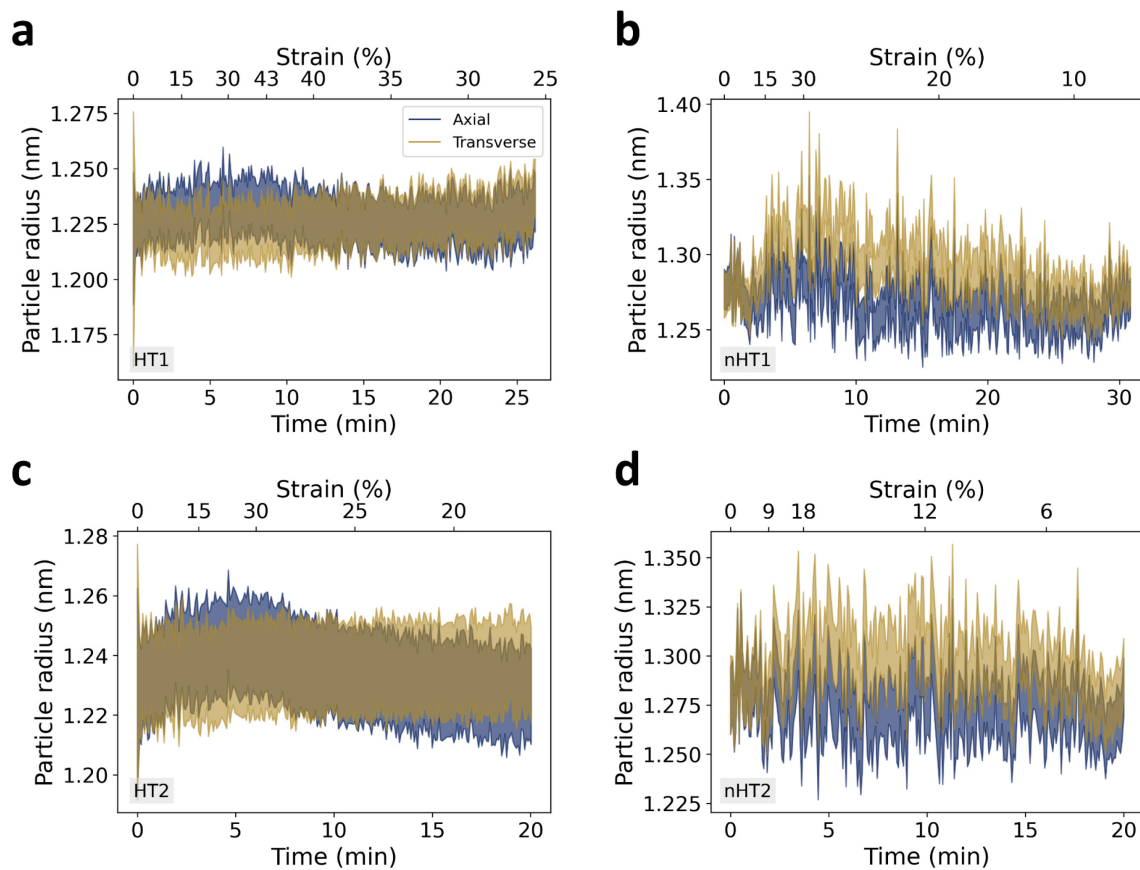 a
Strain (%)
0 15 30 43 40 35 30 25
1.275
1.250
1.225
1.200
1.175
Particle radius (nm)
Axial
Transverse
HT1
0 5 10 15 20 25
Time (min)
b
Strain (%)
0 15 30 20 10
1.40
1.35
1.30
1.25
Particle radius (nm)
nHT1
0 10 20 30
Time (min)
c
Strain (%)
0 15 30 25 20
1.28
1.26
1.24
1.22
1.20
Particle radius (nm)
HT2
0 5 10 15 20
Time (min)
d
Strain (%)
0 9 18 12 6
1.350
1.325
1.300
1.275
1.250
1.225
Particle radius (nm)
nHT2
0 5 10 15 20
Time (min)